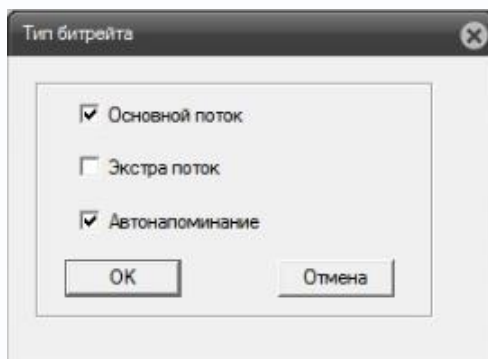 Тип битрейта
Основной поток
Экстра поток
Автонапоминание
OK
Отмена